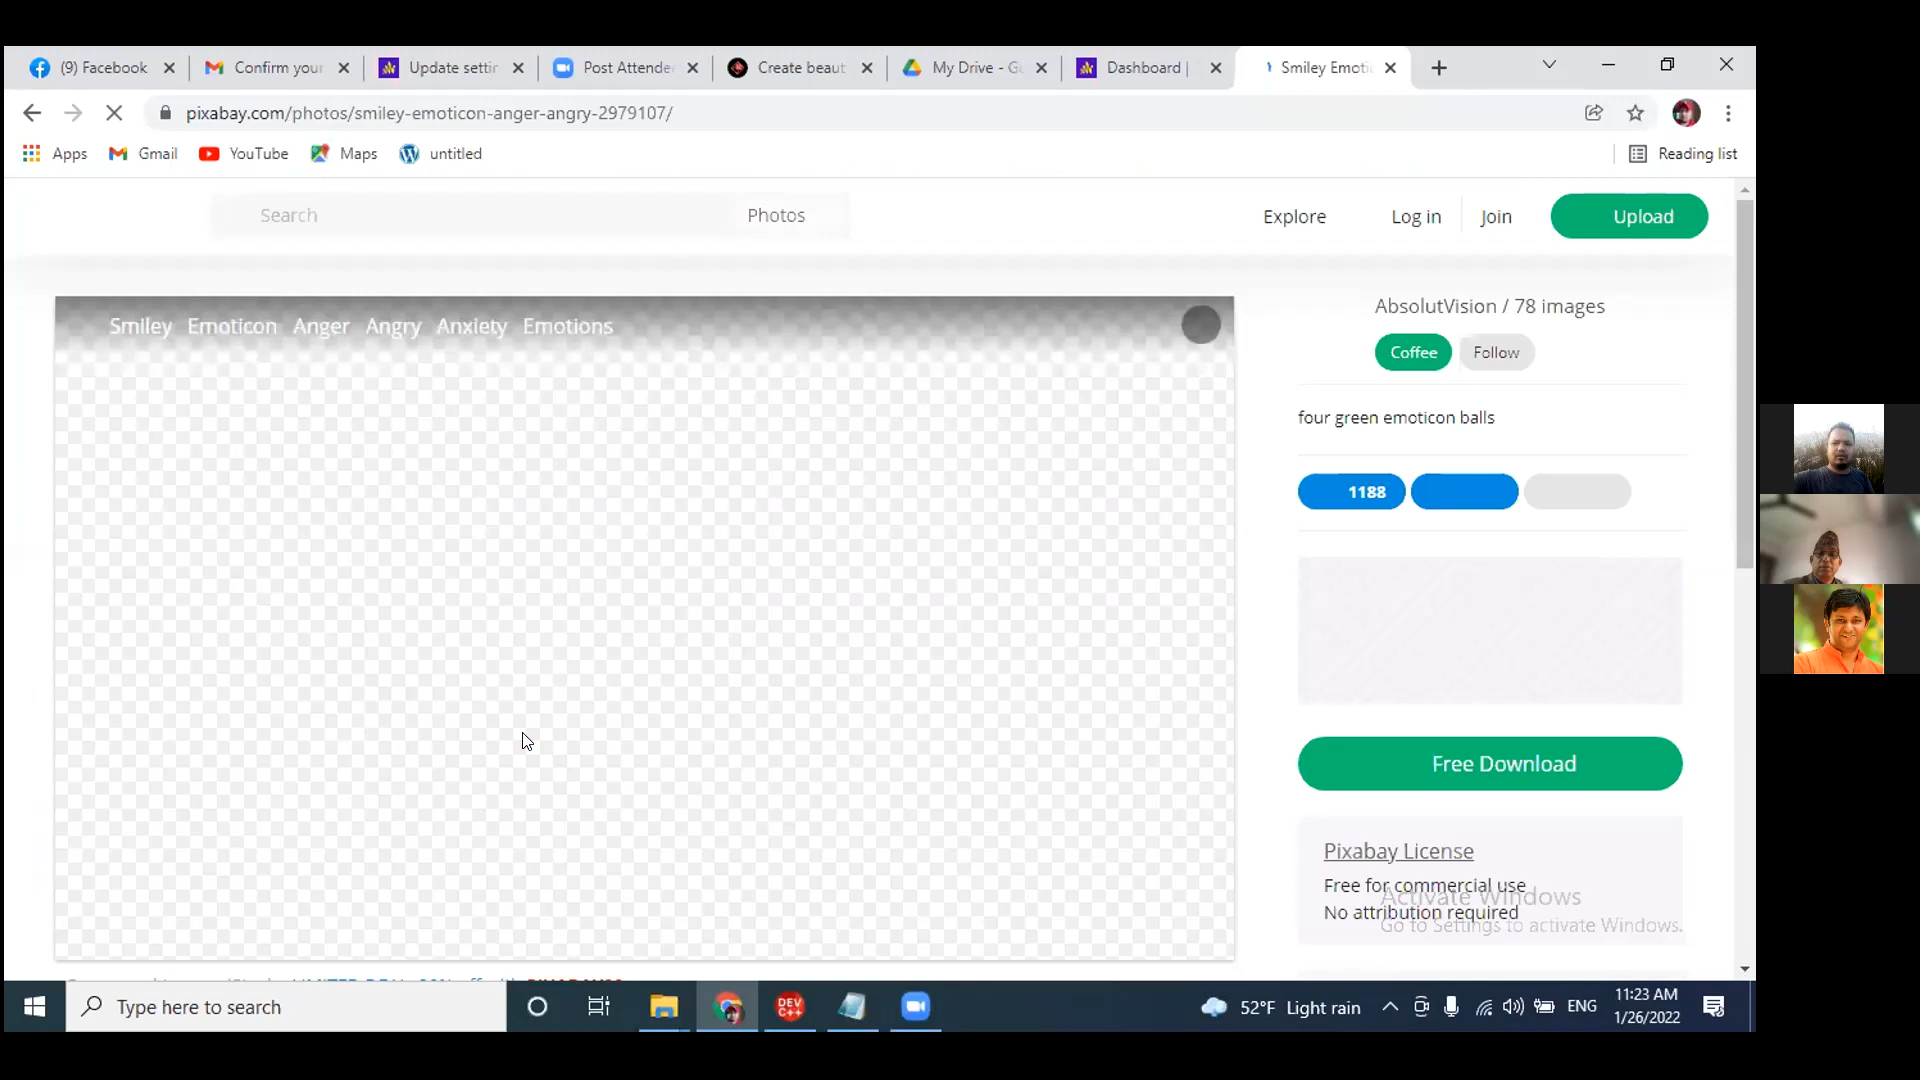 (9) Facebook
Confirm your
Update settin
Post Attende
Create beaut
My Drive - G
Dashboard |
Smiley Emoti
pixabay.com/photos/smiley-emoticon-anger-angry-2979107/
Apps
Gmail
YouTube
Maps
untitled
Reading list
Search
Photos
Explore
Log in
Join
Upload
Smiley Emoticon Anger Angry Anxiety Emotions
AbsolutVision / 78 images
Coffee
Follow
four green emoticon balls
1188
Free Download
Pixabay License
Free for commercial use
No attribution required
Activate Windows
Go to Settings to activate Windows.
Type here to search
DEV
C++
52°F Light rain
ENG
11:23 AM
1/26/2022